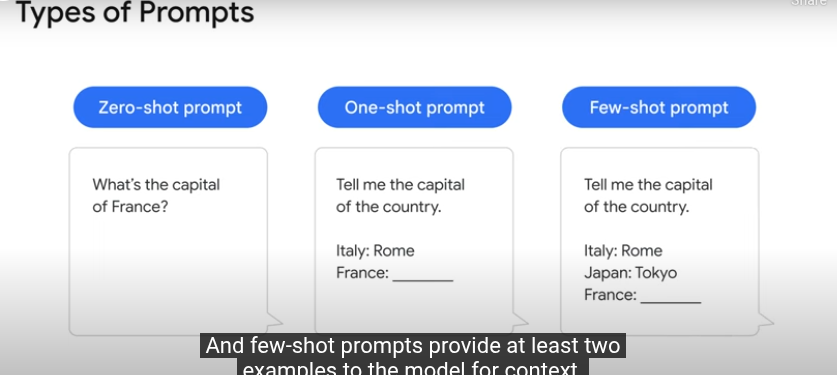 Types of Prompts
Share
Zero-shot prompt
One-shot prompt
Few-shot prompt
What's the capital
of France?
Tell me the capital
of the country.
Italy: Rome
France: ________
Tell me the capital
of the country.
Italy: Rome
Japan: Tokyo
France: ________
And few-shot prompts provide at least two
examples to the model for context.